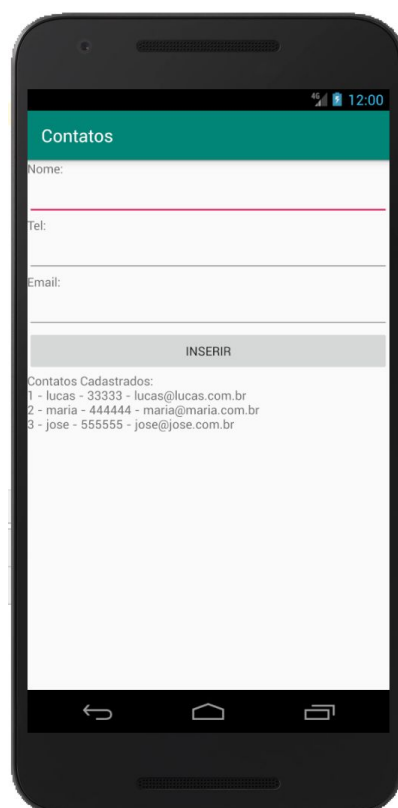 4G 12:00
Contatos
Nome:
Tel:
Email:
INSERIR
Contatos Cadastrados:
1 - lucas - 33333 - lucas@lucas.com.br
2 - maria - 444444 - maria@maria.com.br
3 - jose - 555555 - jose@jose.com.br